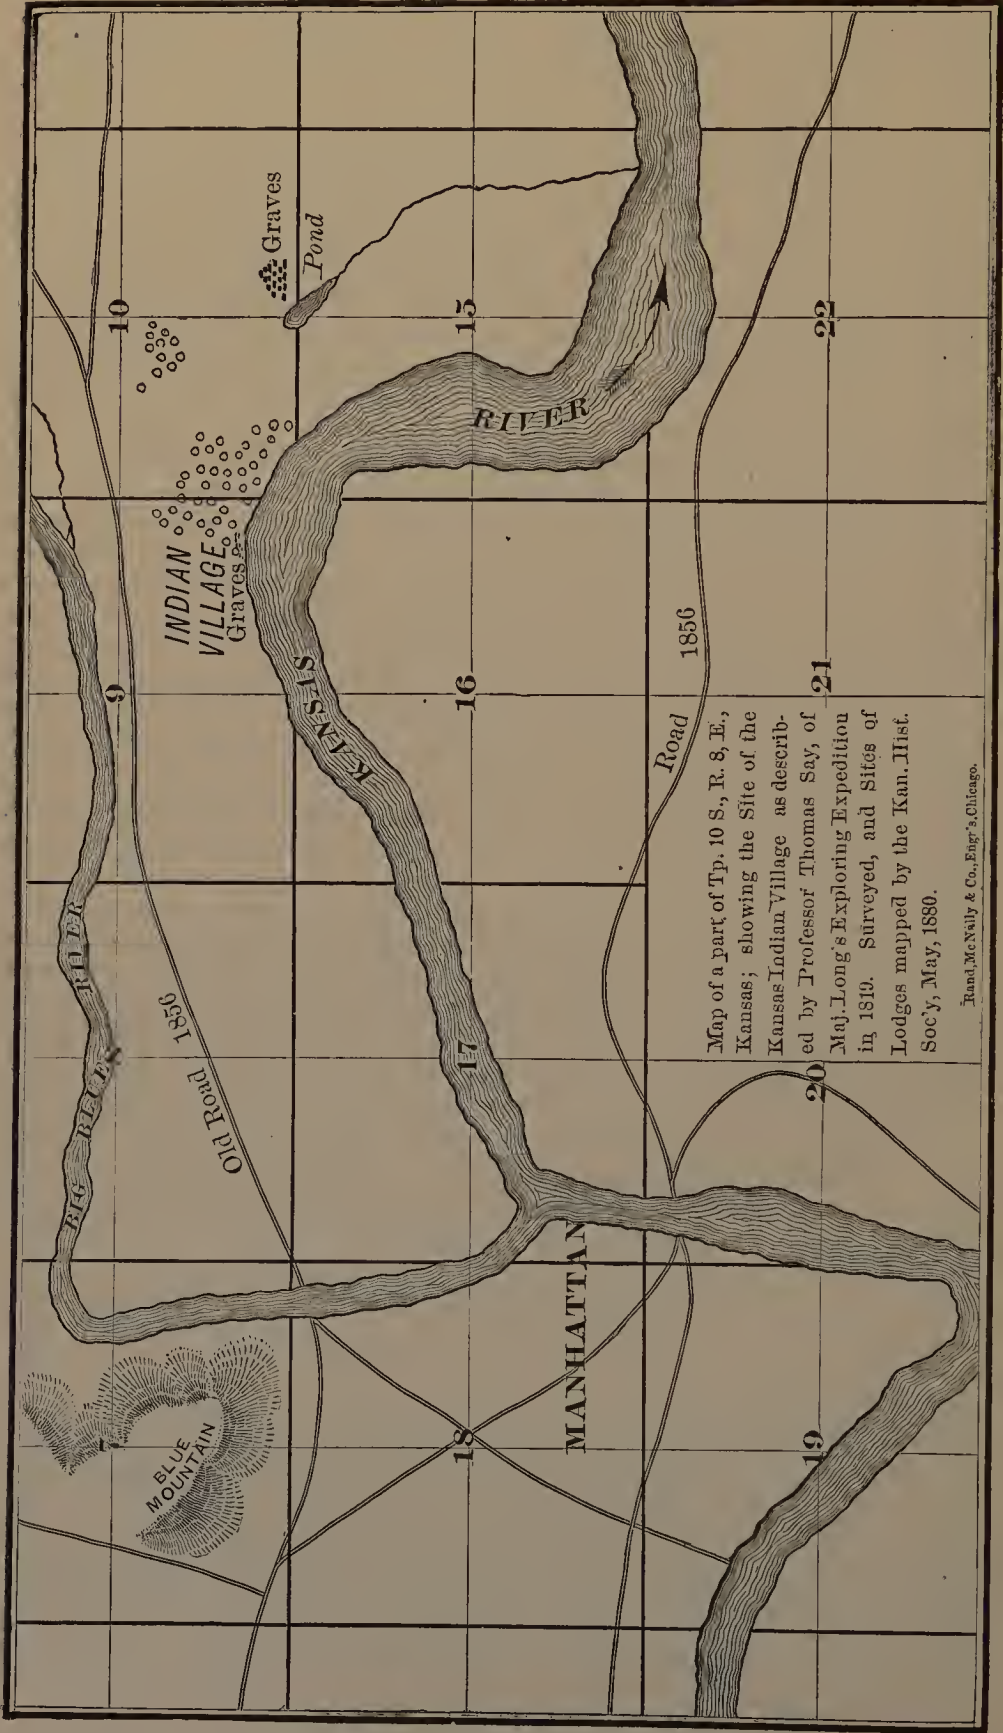 BLUE
MOUNTAIN
BIG BLUE RIVER
Old Road 1856
9
INDIAN
VILLAGE
Graves
10
Graves
Pond
18
17
KANSAS RIVER
16
15
MANHATTAN
Road 1856
19
20
21
22
Map of a part of Tp. 10 S., R. 8, E.,
Kansas; showing the Site of the
Kansas Indian Village as describ-
ed by Professor Thomas Say, of
Maj. Long's Exploring Expedition
in 1819. Surveyed, and Sites of
Lodges mapped by the Kan. Hist.
Soc'y, May, 1880.
Rand, McNally & Co., Engr's, Chicago.